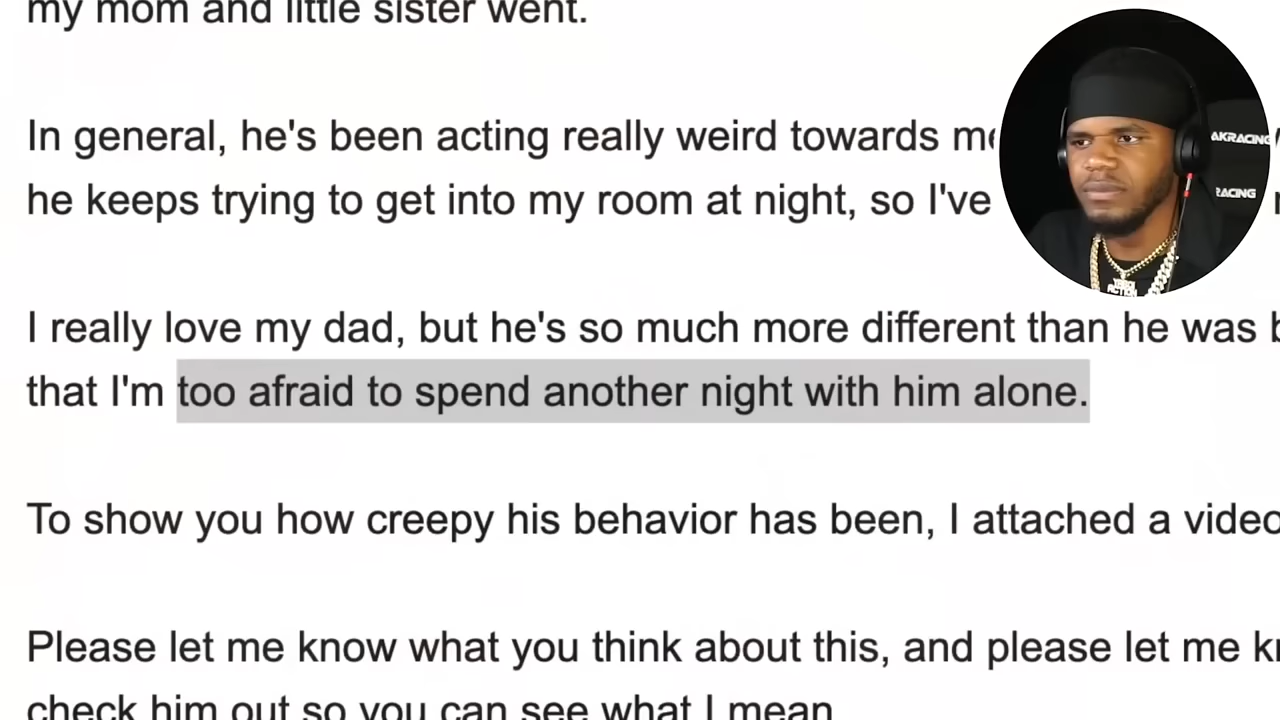 my mom and little sister went.
In general, he's been acting really weird towards me
he keeps trying to get into my room at night, so I've
I really love my dad, but he's so much more different than he was
that I'm too afraid to spend another night with him alone.
To show you how creepy his behavior has been, I attached a video
Please let me know what you think about this, and please let me
check him out so you can see what I mean
AKRACING
RACING
ACTION